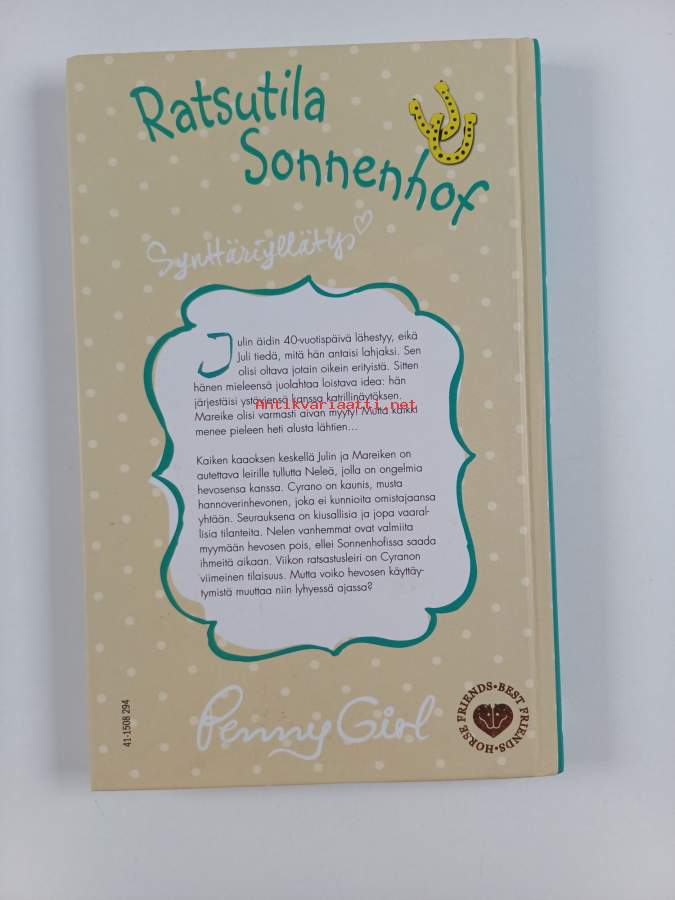 Ratsutila
Sonnenhof
Synttäriyllätys
Julin äidin 40-vuotispäivä lähestyy, eikä
Juli tiedä, mitä hän antaisi lahjaksi. Sen
olisi oltava jotain oikein erityistä. Sitten
hänen mieleensä juolahtaa loistava idea: hän
järjestäisi ystäviensä kanssa katrillinäytöksen.
Antikvariaatti.net
Mareike olisi varmasti aivan myyty! Mutta kaikki
menee pieleen heti alusta lähtien...
Kaiken kaaoksen keskellä Julin ja Mareiken on
autettava leirille tullutta Neleä, jolla on ongelmia
hevosensa kanssa. Cyrano on kaunis, musta
hannoverinhevonen, joka ei kunnioita omistajaansa
yhtään. Seurauksena on kiusallisia ja jopa vaaral-
lisia tilanteita. Nelen vanhemmat ovat valmiita
myymään hevosen pois, ellei Sonnenhofissa saada
ihmeitä aikaan. Viikon ratsastusleiri on Cyranon
viimeinen tilaisuus. Mutta voiko hevosen käyttäy-
tymistä muuttaa niin lyhyessä ajassa?
41-1508 294
Penny Girl
HORSE FRIENDS•BEST FRIENDS•